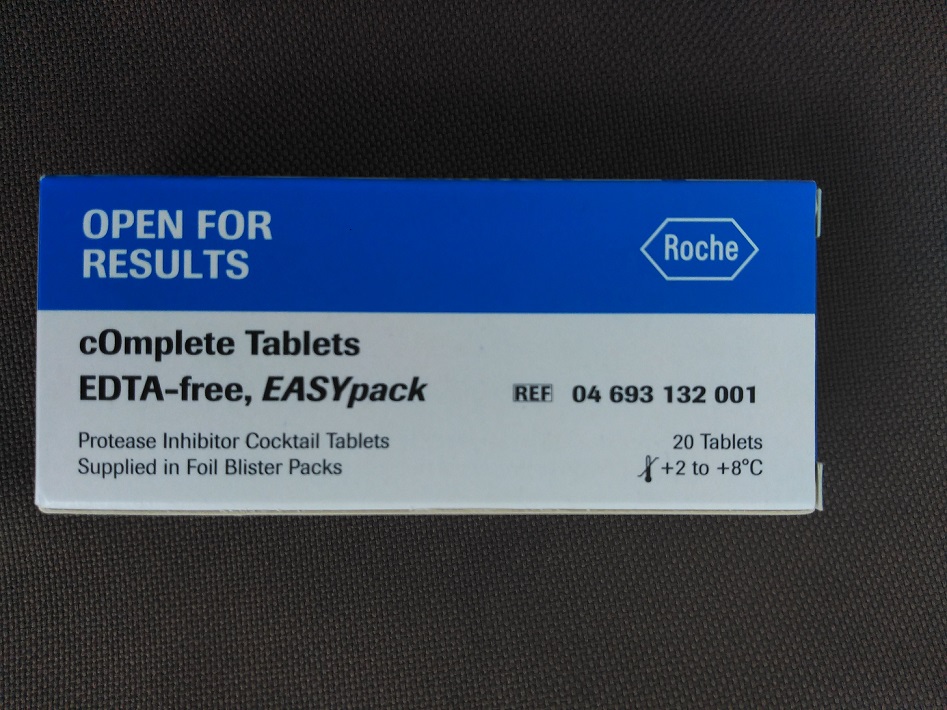 OPEN FOR
RESULTS
Roche
cOmplete Tablets
EDTA-free, EASYpack
REF 04 693 132 001
Protease Inhibitor Cocktail Tablets
Supplied in Foil Blister Packs
20 Tablets
+2 to +8°C